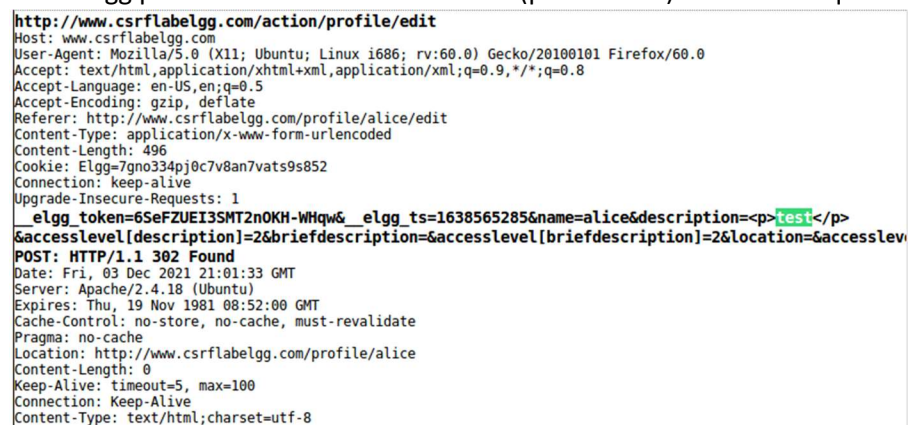 http://www.csrflabelgg.com/action/profile/edit
Host: www.csrflabelgg.com
User-Agent: Mozilla/5.0 (X11; Ubuntu; Linux i686; rv:60.0) Gecko/20100101 Firefox/60.0
Accept: text/html,application/xhtml+xml,application/xml;q=0.9,*/*;q=0.8
Accept-Language: en-US,en;q=0.5
Accept-Encoding: gzip, deflate
Referer: http://www.csrflabelgg.com/profile/alice/edit
Content-Type: application/x-www-form-urlencoded
Content-Length: 496
Cookie: Elgg=7gno334pj0c7v8an7vats9s852
Connection: keep-alive
Upgrade-Insecure-Requests: 1
__elgg_token=6SeFZUEI3SMT2nOKH-WHqw&__elgg_ts=1638565285&name=alice&description=<p>test</p>
&accesslevel[description]=2&briefdescription=&accesslevel[briefdescription]=2&location=&accesslev
POST: HTTP/1.1 302 Found
Date: Fri, 03 Dec 2021 21:01:33 GMT
Server: Apache/2.4.18 (Ubuntu)
Expires: Thu, 19 Nov 1981 08:52:00 GMT
Cache-Control: no-store, no-cache, must-revalidate
Pragma: no-cache
Location: http://www.csrflabelgg.com/profile/alice
Content-Length: 0
Keep-Alive: timeout=5, max=100
Connection: Keep-Alive
Content-Type: text/html;charset=utf-8